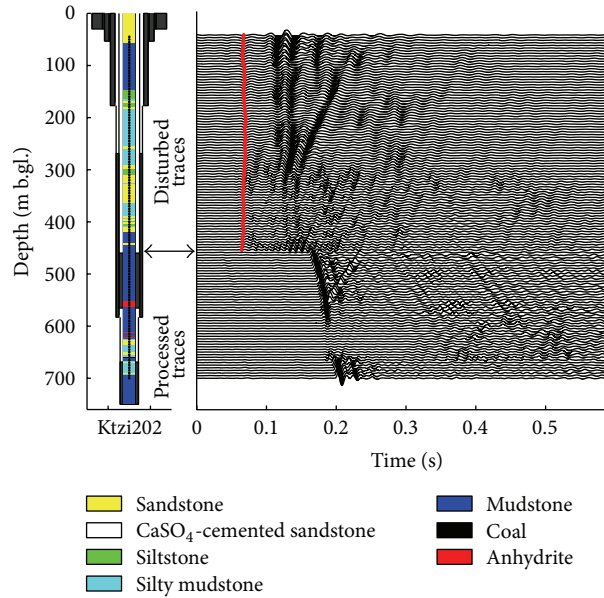 0
100
200
300
400
500
600
700
Depth (m b.gl.)
Disturbed
traces
Processed
traces
Ktzi202
0
0.1
0.2
0.3
0.4
0.5
Time (s)
Sandstone
CaSO₄-cemented sandstone
Siltstone
Silty mudstone
Mudstone
Coal
Anhydrite